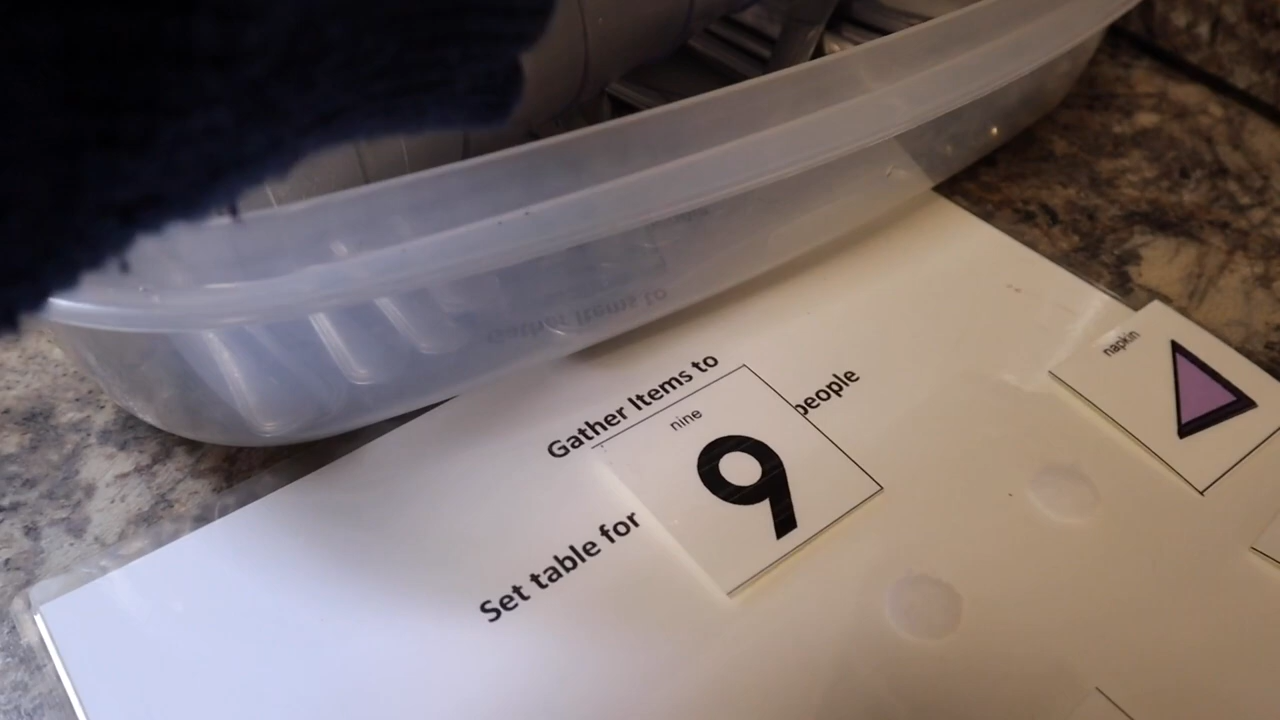 Gather Items to
Set table for
nine
9
people
napkin